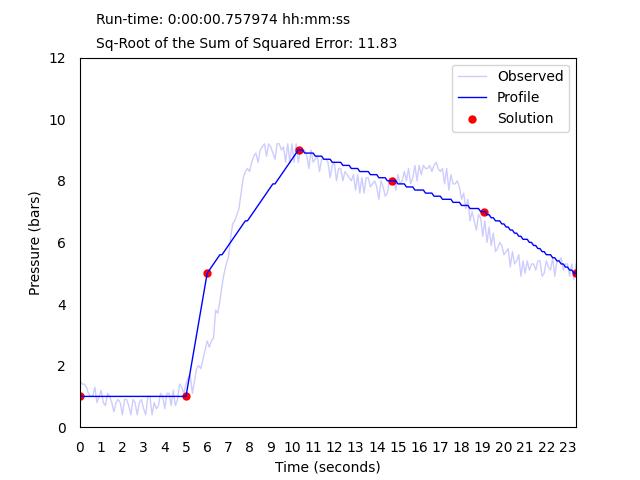 Run-time: 0:00:00.757974 hh:mm:ss
Sq-Root of the Sum of Squared Error: 11.83
12
10
8
6
4
2
0
Pressure (bars)
Observed
Profile
Solution
0 1 2 3 4 5 6 7 8 9 10 11 12 13 14 15 16 17 18 19 20 21 22 23
Time (seconds)